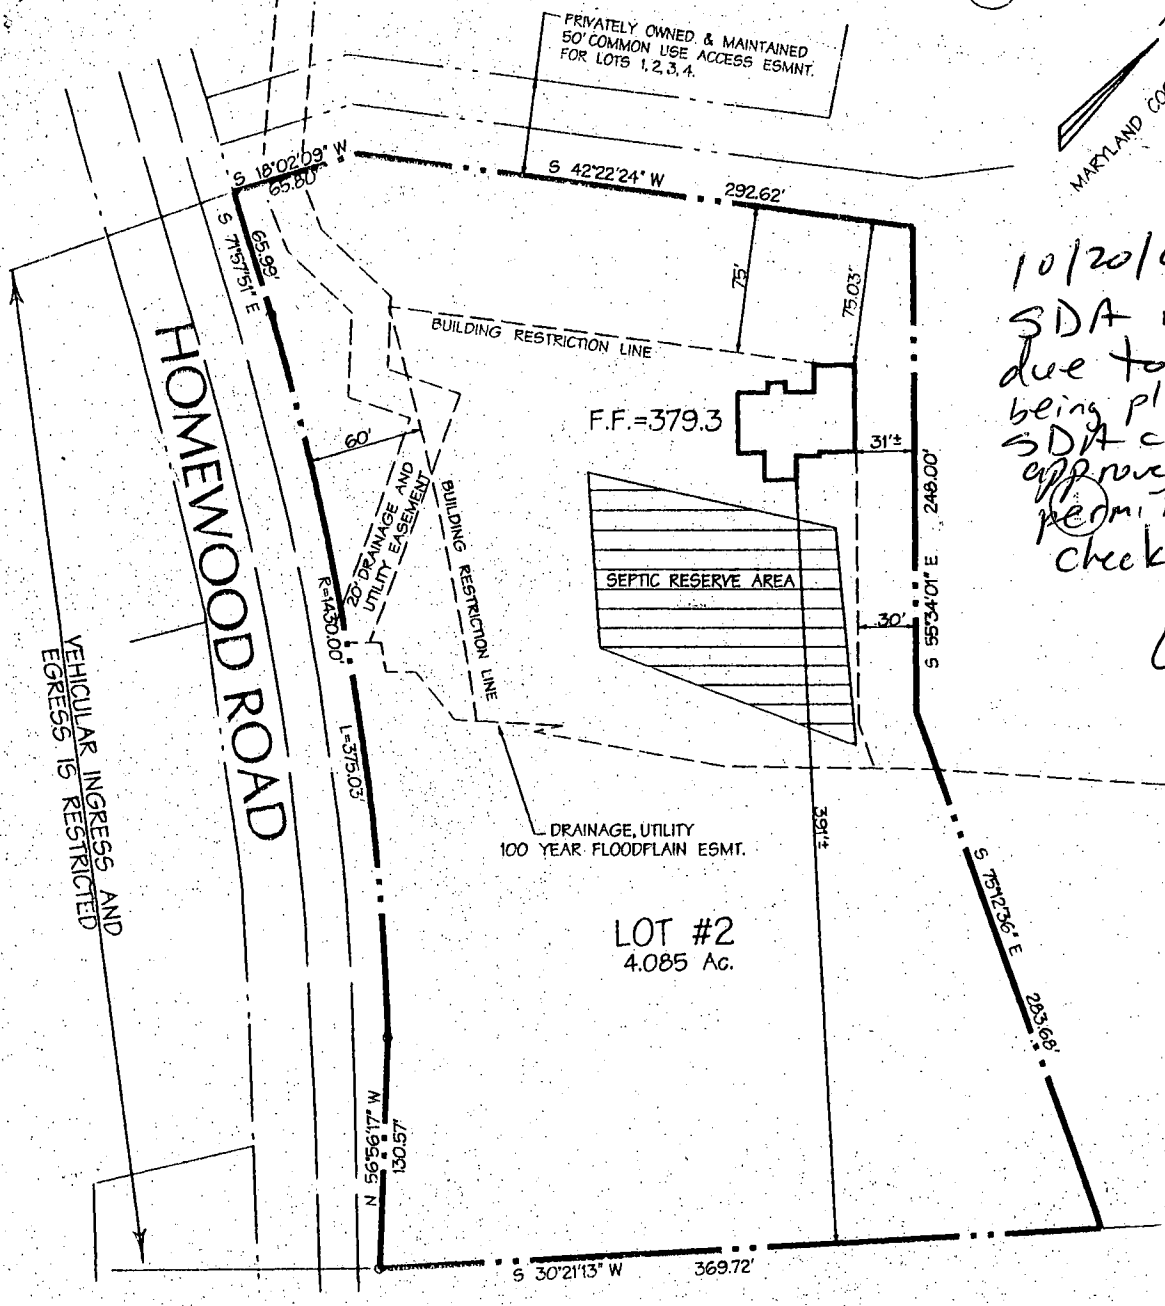 PRIVATELY OWNED & MAINTAINED
50' COMMON USE ACCESS ESMNT.
FOR LOTS 1, 2, 3, 4.
MARYLAND
S 18°02'09" W
65.80'
S 42°22'24" W
292.62'
S 71°57'51" E
65.99'
75'
75.03'
10/20/
SDA
due to
being
SDA
permit
check
BUILDING RESTRICTION LINE
HOMEWOOD ROAD
F.F.=379.3
60'
31'±
248.00'
S 55°34'01" E
20' DRAINAGE AND
UTILITY EASEMENT
BUILDING RESTRICTION LINE
SEPTIC RESERVE AREA
30'
R=1430.00'
L=375.03'
VEHICULAR INGRESS AND
EGRESS IS RESTRICTED
DRAINAGE, UTILITY
100 YEAR FLOODPLAIN ESMT.
391'±
LOT #2
4.085 Ac.
S 75°12'36" E
283.68'
N 56°56'17" W
130.57'
S 30°21'13" W
369.72'